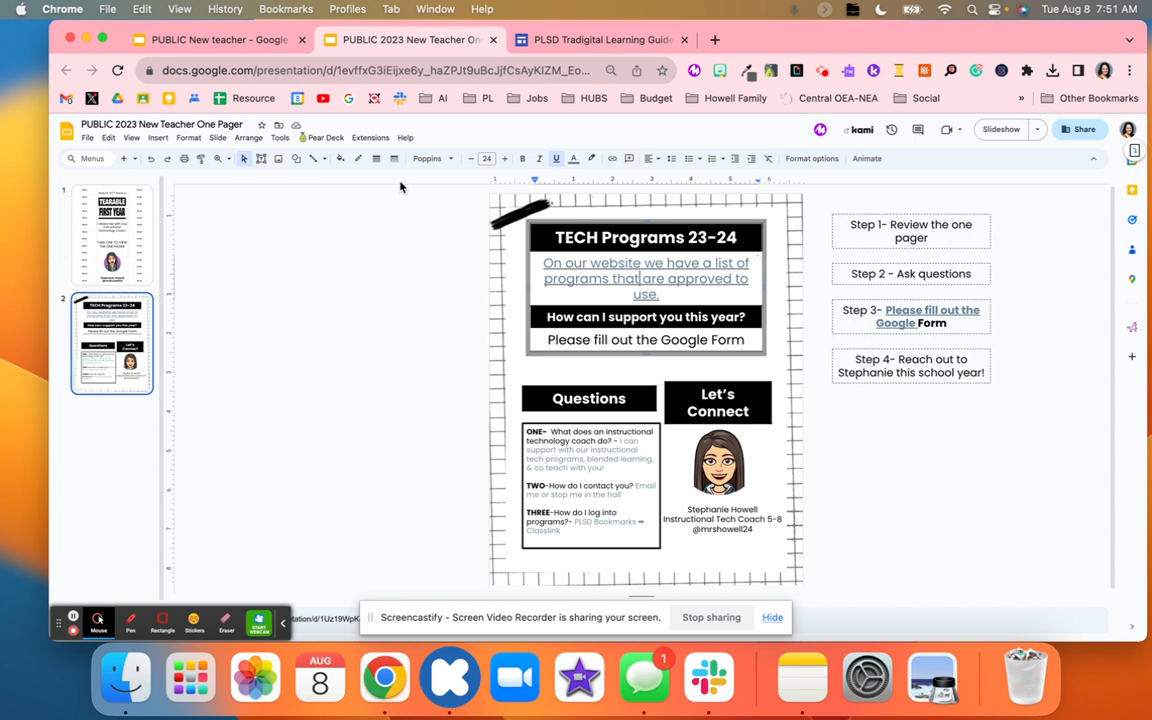 Chrome File Edit View History Bookmarks Profiles Tab Window Help Tue Aug 8 7:51 AM
PUBLIC New teacher - Google PUBLIC 2023 New Teacher On PLSD Tradigital Learning Guide
docs.google.com/presentation/d/1evffxG3iEijxe6y_haZPJt9uBcJjfCsAyKIZM_Eo...
Resource AI PL Jobs HUBS Budget Howell Family Central OEA-NEA Social Other Bookmarks
PUBLIC 2023 New Teacher One Pager
File Edit View Insert Format Slide Arrange Tools Pear Deck Extensions Help
kami Slideshow Share
Menus Poppins 24 Format options Animate
1
TEARABLE
FIRST YEAR
2
TECH Programs 23-24
On our website we have a list of
programs that are approved to
use.
How can I support you this year?
Please fill out the Google Form
Questions
Let's
Connect
ONE- What does an instructional
technology coach do? - I can
support with our instructional
tech programs, blended learning,
& co teach with you!
TWO-How do I contact you? Email
me or stop me in the hall
THREE-How do I log into
programs?- PLSD Bookmarks ➡
Classlink
Stephanie Howell
Instructional Tech Coach 5-8
@mrshowell24
Step 1- Review the one
pager
Step 2 - Ask questions
Step 3- Please fill out the
Google Form
Step 4- Reach out to
Stephanie this school year!
Mouse Pen Rectangle Stickers Eraser START WEBCAM
Screencastify - Screen Video Recorder is sharing your screen. Stop sharing Hide
AUG
8
1